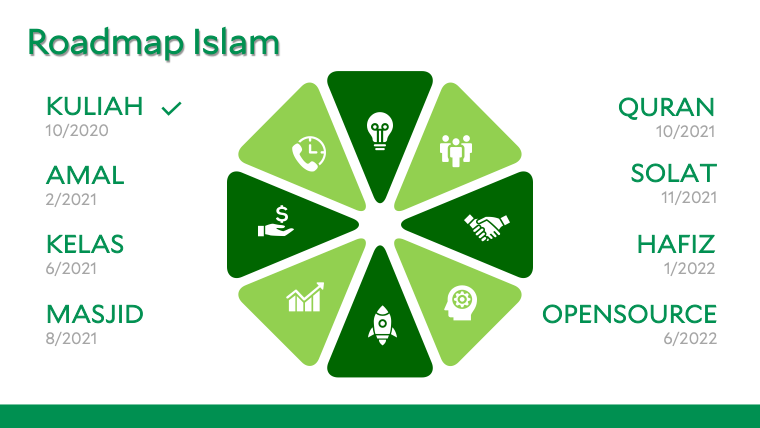 Roadmap Islam
KULIAH ✓
10/2020
AMAL
2/2021
KELAS
6/2021
MASJID
8/2021
$
QURAN
10/2021
SOLAT
11/2021
HAFIZ
1/2022
OPENSOURCE
6/2022